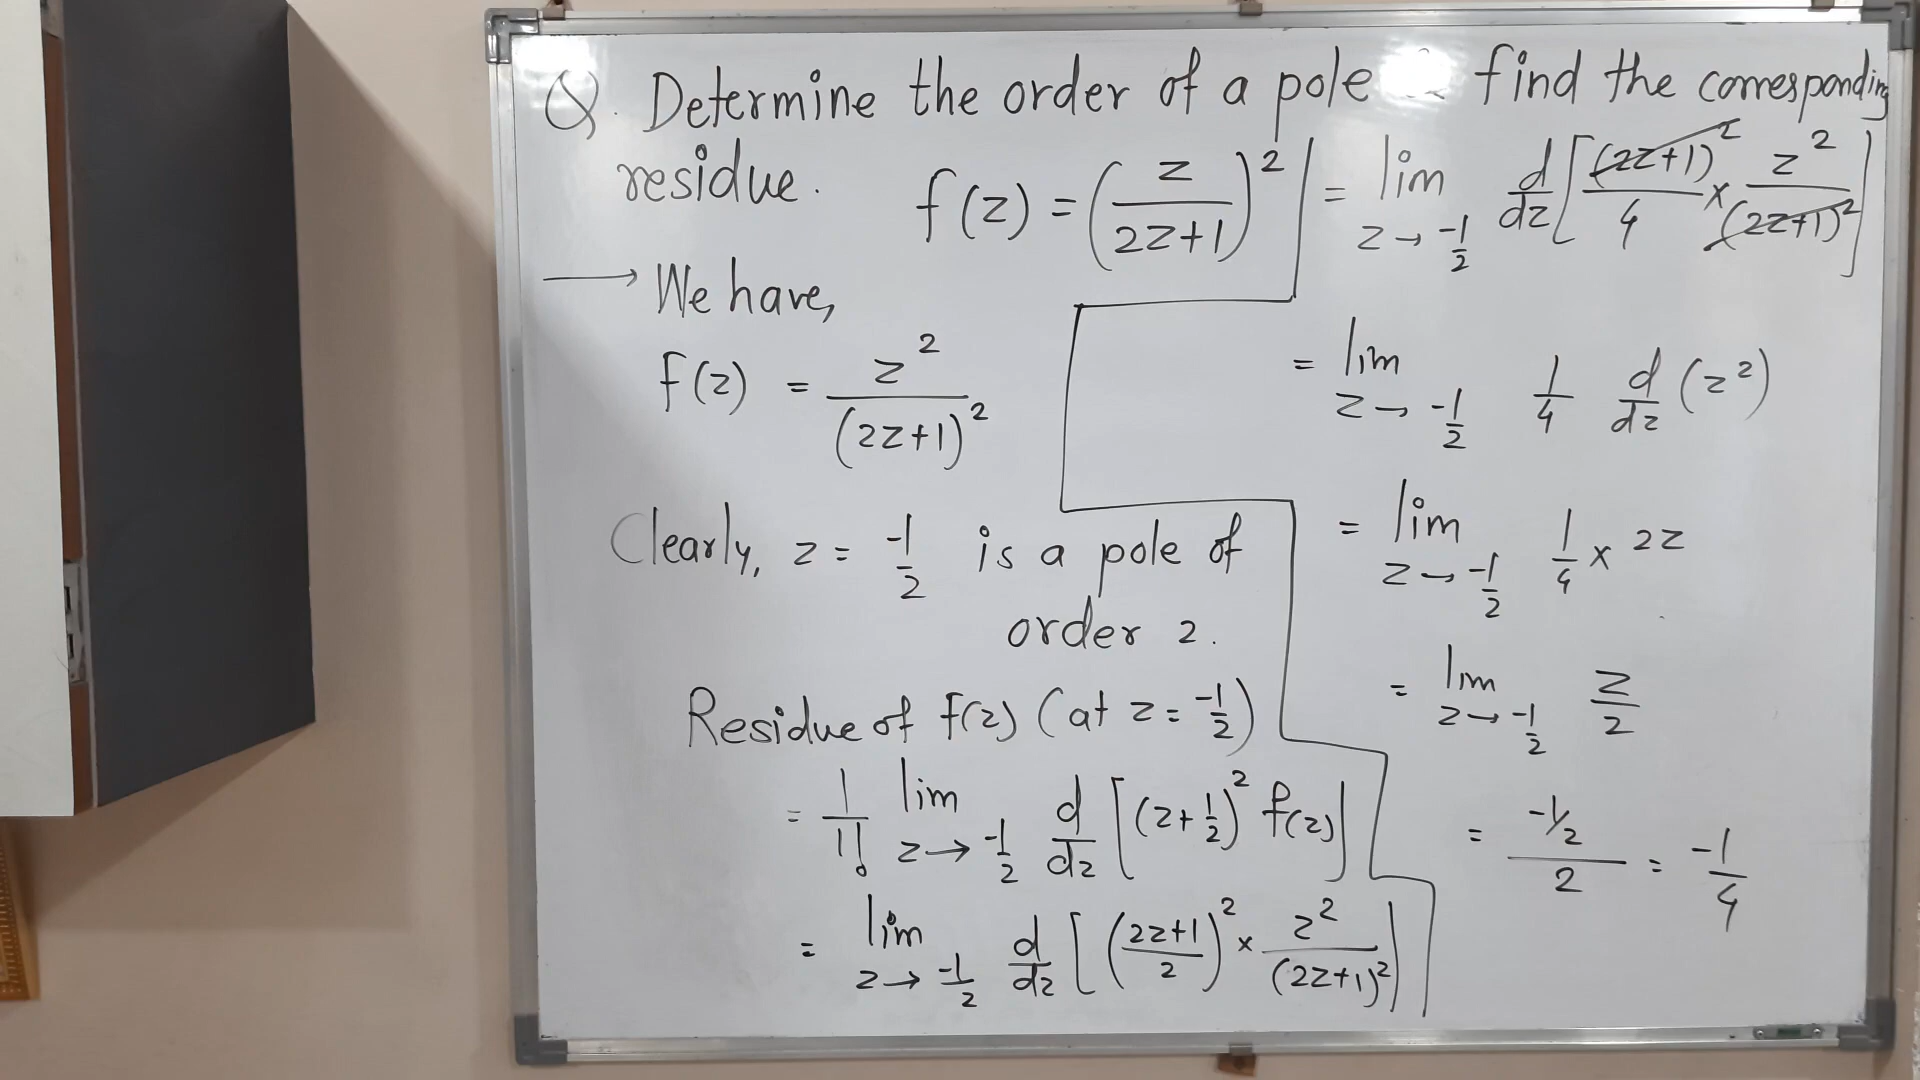 Q. Determine the order of a pole & find the corresponding
residue. f(z) = (z/(2z+1))^2
→ We have,
f(z) = z^2/(2z+1)^2
Clearly, z = -1/2 is a pole of
order 2.
Residue of f(z) (at z = -1/2)
= 1/1! lim z→-1/2 d/dz [(z+1/2)^2 f(z)]
= lim z→-1/2 d/dz [((2z+1)/2)^2 × z^2/(2z+1)^2]
= lim z→-1/2 d/dz [(2z+1)^2/4 × z^2/(2z+1)^2]
= lim z→-1/2 1/4 d/dz (z^2)
= lim z→-1/2 1/4 × 2z
= lim z→-1/2 z/2
= (-1/2)/2 = -1/4